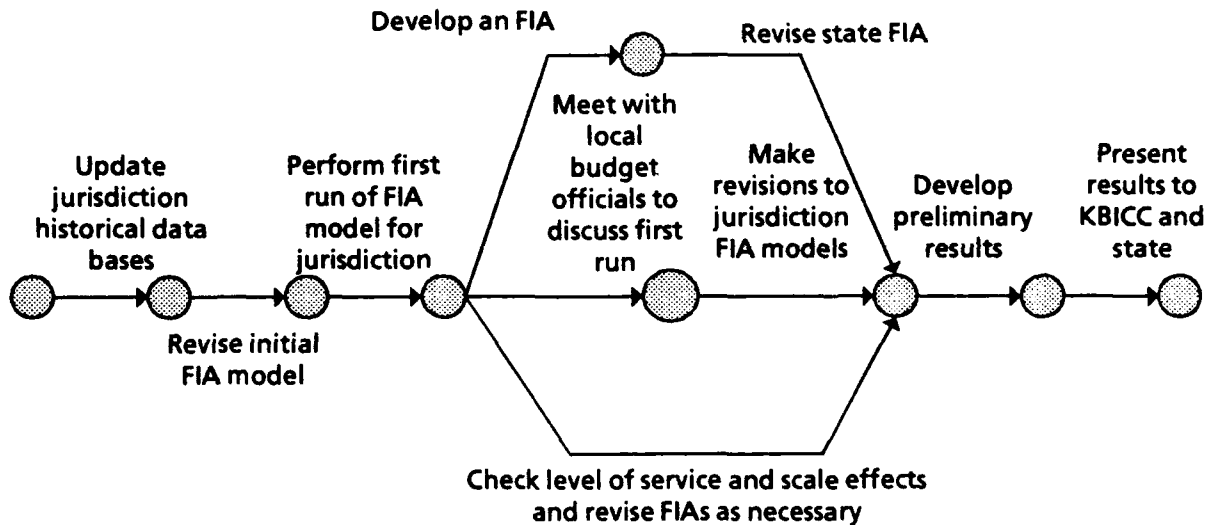 Develop an FIA
Revise state FIA
Update
jurisdiction
historical data
bases
Perform first
run of FIA
model for
jurisdiction
Meet with
local
budget
officials to
discuss first
run
Make
revisions to
jurisdiction
FIA models
Develop
preliminary
results
Present
results to
KBICC and
state
Revise initial
FIA model
Check level of service and scale effects
and revise FIAs as necessary